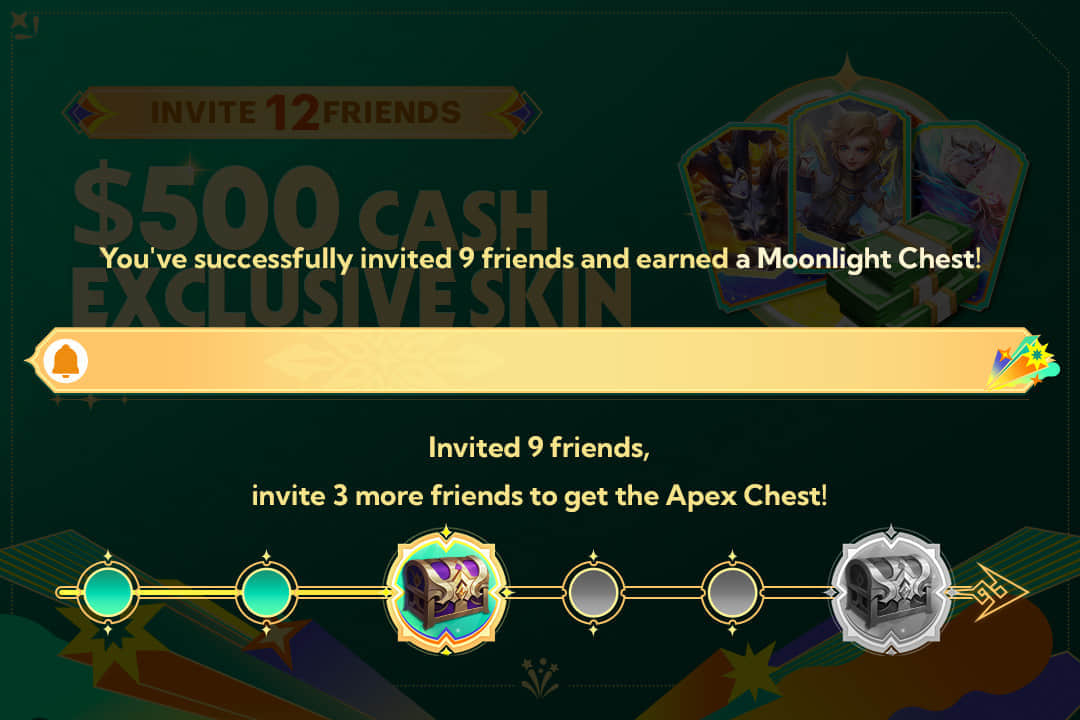 INVITE 12 FRIENDS
$500 CASH
EXCLUSIVE SKIN
You've successfully invited 9 friends and earned a Moonlight Chest!
Invited 9 friends,
invite 3 more friends to get the Apex Chest!